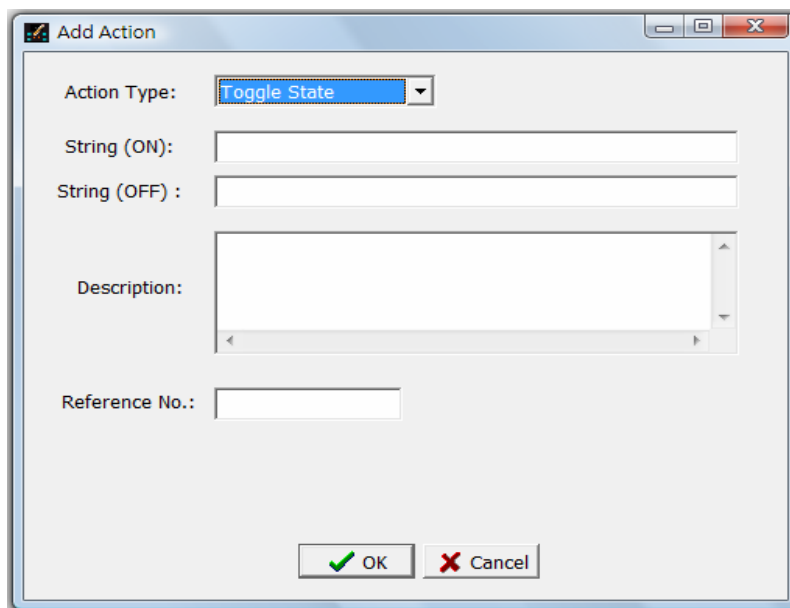 Add Action
Action Type: Toggle State
String (ON):
String (OFF) :
Description:
Reference No.:
OK Cancel